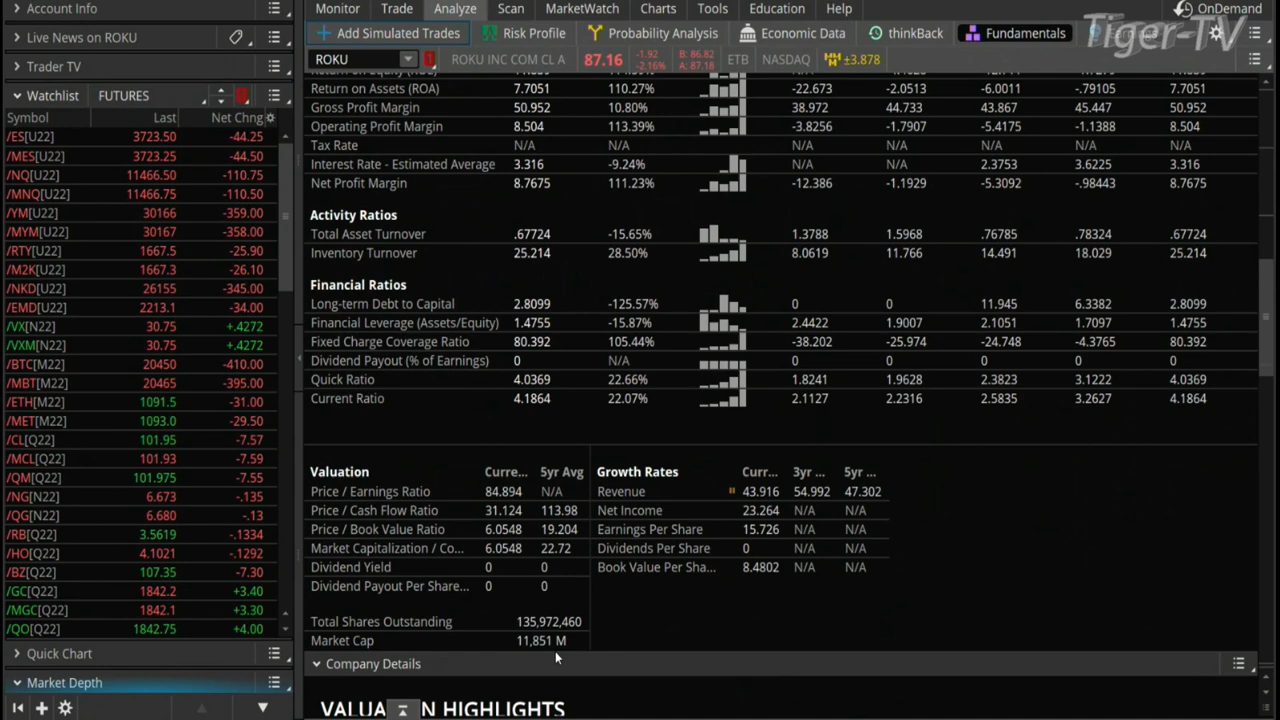 Account Info
Monitor Trade Analyze Scan MarketWatch Charts Tools Education Help OnDemand
Live News on ROKU
Add Simulated Trades Risk Profile Probability Analysis Economic Data thinkBack Fundamentals
Tiger-TV
Trader TV
ROKU ROKU INC COM CL A 87.16 -1.92 -2.16% B: 86.82 A: 87.18 ETB NASDAQ ±3.878
Watchlist FUTURES
Symbol Last Net Chng
/ES[U22] 3723.50 -44.25
/MES[U22] 3723.25 -44.50
/NQ[U22] 11466.50 -110.75
/MNQ[U22] 11466.75 -110.50
/YM[U22] 30166 -359.00
/MYM[U22] 30167 -358.00
/RTY[U22] 1667.5 -25.90
/M2K[U22] 1667.3 -26.10
/NKD[U22] 26155 -345.00
/EMD[U22] 2213.1 -34.00
/VX[N22] 30.75 +.4272
/VXM[N22] 30.75 +.4272
/BTC[M22] 20450 -410.00
/MBT[M22] 20465 -395.00
/ETH[M22] 1091.5 -31.00
/MET[M22] 1093.0 -29.50
/CL[Q22] 101.95 -7.57
/MCL[Q22] 101.93 -7.59
/QM[Q22] 101.975 -7.55
/NG[N22] 6.673 -.135
/QG[N22] 6.680 -.13
/RB[Q22] 3.5619 -.1334
/HO[Q22] 4.1021 -.1292
/BZ[Q22] 107.35 -7.30
/GC[Q22] 1842.2 +3.40
/MGC[Q22] 1842.1 +3.30
/QO[Q22] 1842.75 +4.00
Quick Chart
Market Depth
Return on Assets (ROA) 7.7051 110.27% -22.673 -2.0513 -6.0011 -.79105 7.7051
Gross Profit Margin 50.952 10.80% 38.972 44.733 43.867 45.447 50.952
Operating Profit Margin 8.504 113.39% -3.8256 -1.7907 -5.4175 -1.1388 8.504
Tax Rate N/A N/A N/A N/A N/A N/A N/A
Interest Rate - Estimated Average 3.316 -9.24% N/A N/A 2.3753 3.6225 3.316
Net Profit Margin 8.7675 111.23% -12.386 -1.1929 -5.3092 -.98443 8.7675
Activity Ratios
Total Asset Turnover .67724 -15.65% 1.3788 1.5968 .76785 .78324 .67724
Inventory Turnover 25.214 28.50% 8.0619 11.766 14.491 18.029 25.214
Financial Ratios
Long-term Debt to Capital 2.8099 -125.57% 0 0 11.945 6.3382 2.8099
Financial Leverage (Assets/Equity) 1.4755 -15.87% 2.4422 1.9007 2.1051 1.7097 1.4755
Fixed Charge Coverage Ratio 80.392 105.44% -38.202 -25.974 -24.748 -4.3765 80.392
Dividend Payout (% of Earnings) 0 N/A 0 0 0 0 0
Quick Ratio 4.0369 22.66% 1.8241 1.9628 2.3823 3.1222 4.0369
Current Ratio 4.1864 22.07% 2.1127 2.2316 2.5835 3.2627 4.1864
Valuation Curre... 5yr Avg Growth Rates Curr... 3yr ... 5yr ...
Price / Earnings Ratio 84.894 N/A Revenue 43.916 54.992 47.302
Price / Cash Flow Ratio 31.124 113.98 Net Income 23.264 N/A N/A
Price / Book Value Ratio 6.0548 19.204 Earnings Per Share 15.726 N/A N/A
Market Capitalization / Co... 6.0548 22.72 Dividends Per Share 0 N/A N/A
Dividend Yield 0 0 Book Value Per Sha... 8.4802 N/A N/A
Dividend Payout Per Share... 0 0
Total Shares Outstanding 135,972,460
Market Cap 11,851 M
Company Details
VALUA N HIGHLIGHTS